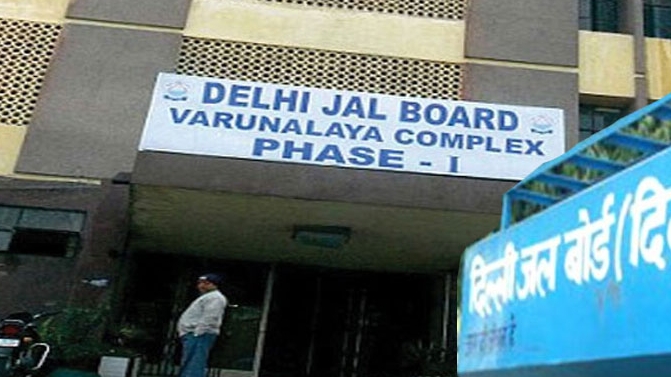 DELHI JAL BOARD
VARUNALAYA COMPLEX
PHASE - I
दिल्ली जल बोर्ड (दि